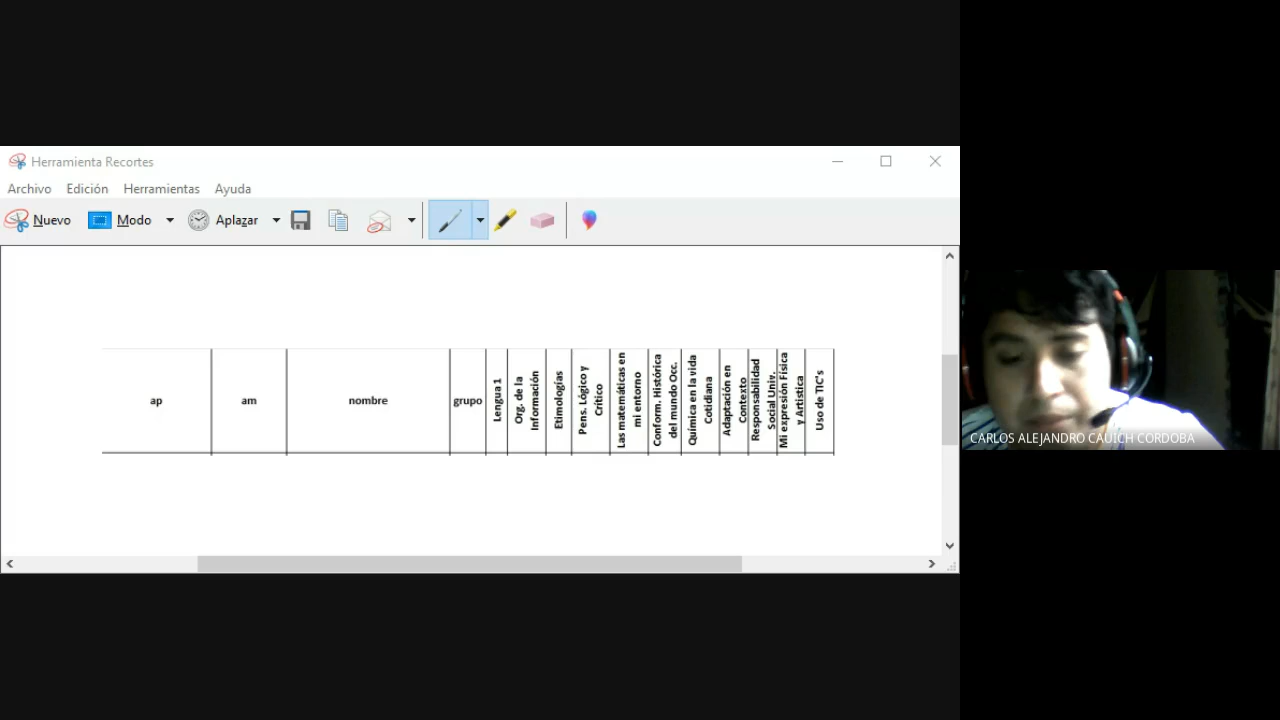 Herramienta Recortes
Archivo Edición Herramientas Ayuda
Nuevo Modo Aplazar
ap
am
nombre
grupo
Lengua 1
Org. de la
Información
Etimologías
Pens. Lógico y
Crítico
Las matemáticas en
mi entorno
Conform. Histórica
del mundo Occ.
Química en la vida
Cotidiana
Adaptación en
Contexto
Responsabilidad
Social Univ.
Mi expresión Física
y Artistica
Uso de TIC's
CARLOS ALEJANDRO CAUICH CORDOBA